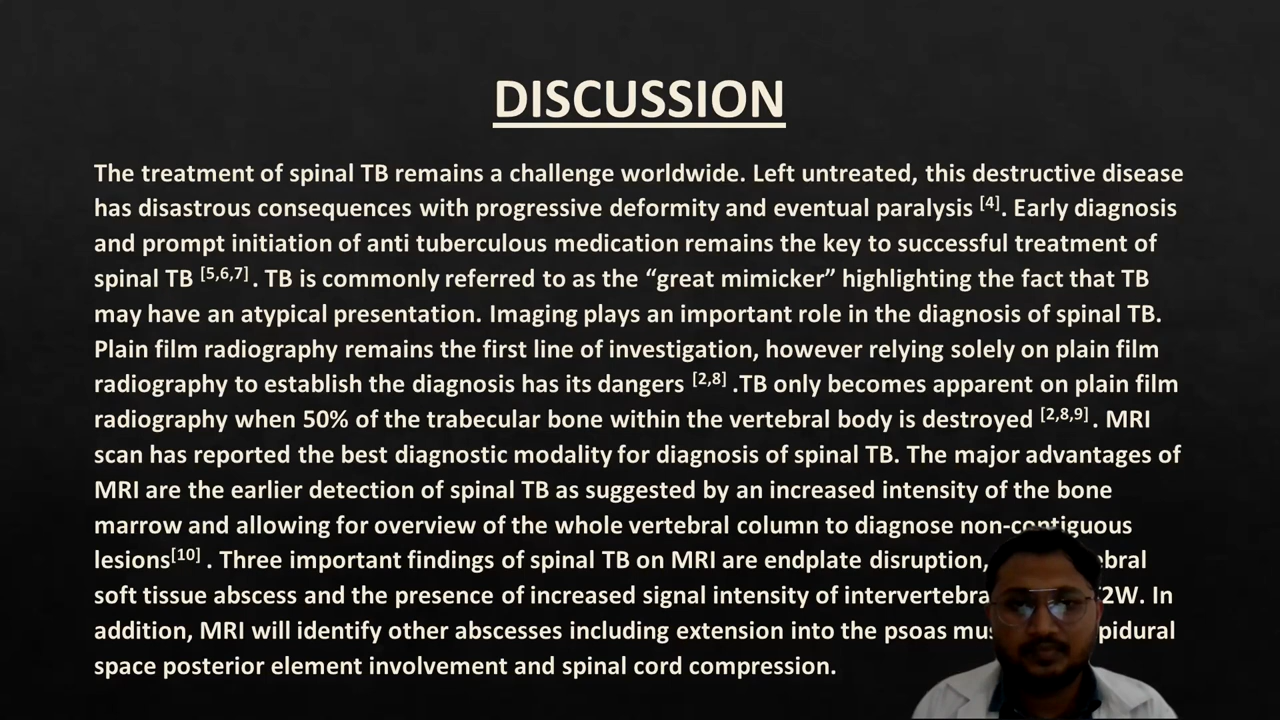 DISCUSSION
The treatment of spinal TB remains a challenge worldwide. Left untreated, this destructive disease
has disastrous consequences with progressive deformity and eventual paralysis [4]. Early diagnosis
and prompt initiation of anti tuberculous medication remains the key to successful treatment of
spinal TB [5,6,7] . TB is commonly referred to as the “great mimicker” highlighting the fact that TB
may have an atypical presentation. Imaging plays an important role in the diagnosis of spinal TB.
Plain film radiography remains the first line of investigation, however relying solely on plain film
radiography to establish the diagnosis has its dangers [2,8] .TB only becomes apparent on plain film
radiography when 50% of the trabecular bone within the vertebral body is destroyed [2,8,9] . MRI
scan has reported the best diagnostic modality for diagnosis of spinal TB. The major advantages of
MRI are the earlier detection of spinal TB as suggested by an increased intensity of the bone
marrow and allowing for overview of the whole vertebral column to diagnose non-contiguous
lesions[10] . Three important findings of spinal TB on MRI are endplate disruption,
soft tissue abscess and the presence of increased signal intensity of In
addition, MRI will identify other abscesses including extension into the psoas
space posterior element involvement and spinal cord compression.